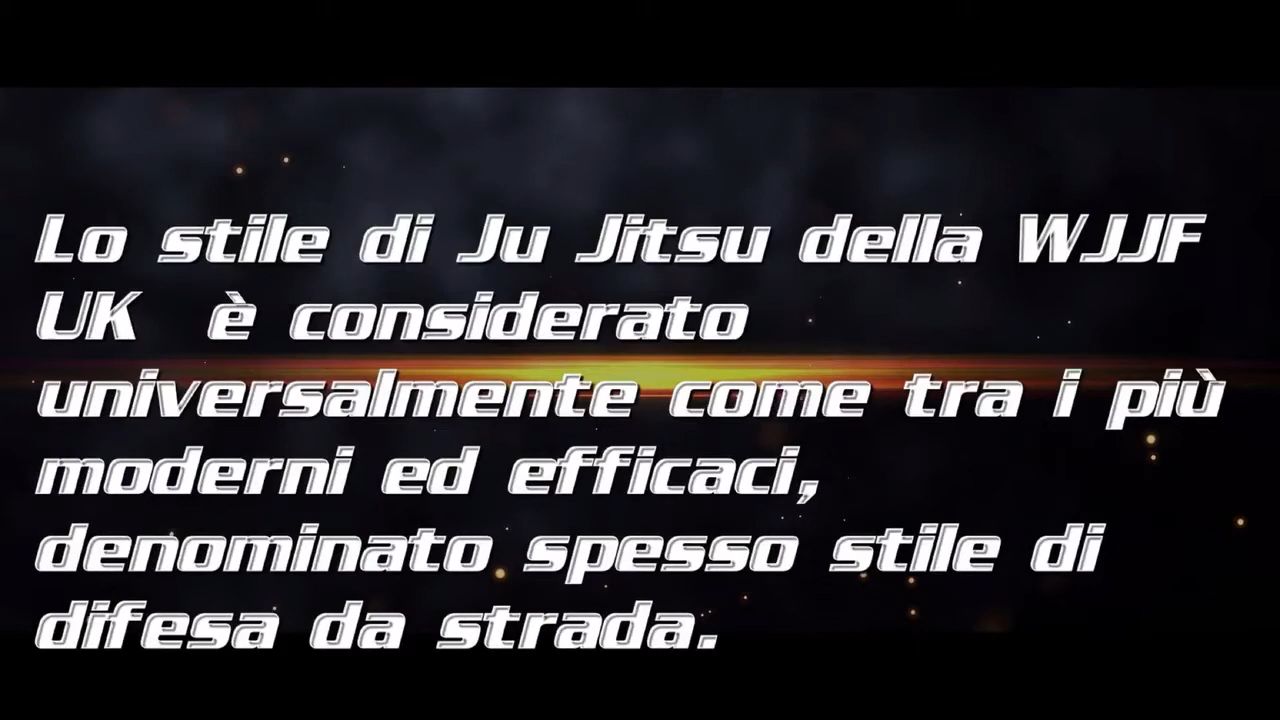 Lo stile di Ju Jitsu della WJJF
UK è considerato
universalmente come tra i più
moderni ed efficaci,
denominato spesso stile di
difesa da strada.